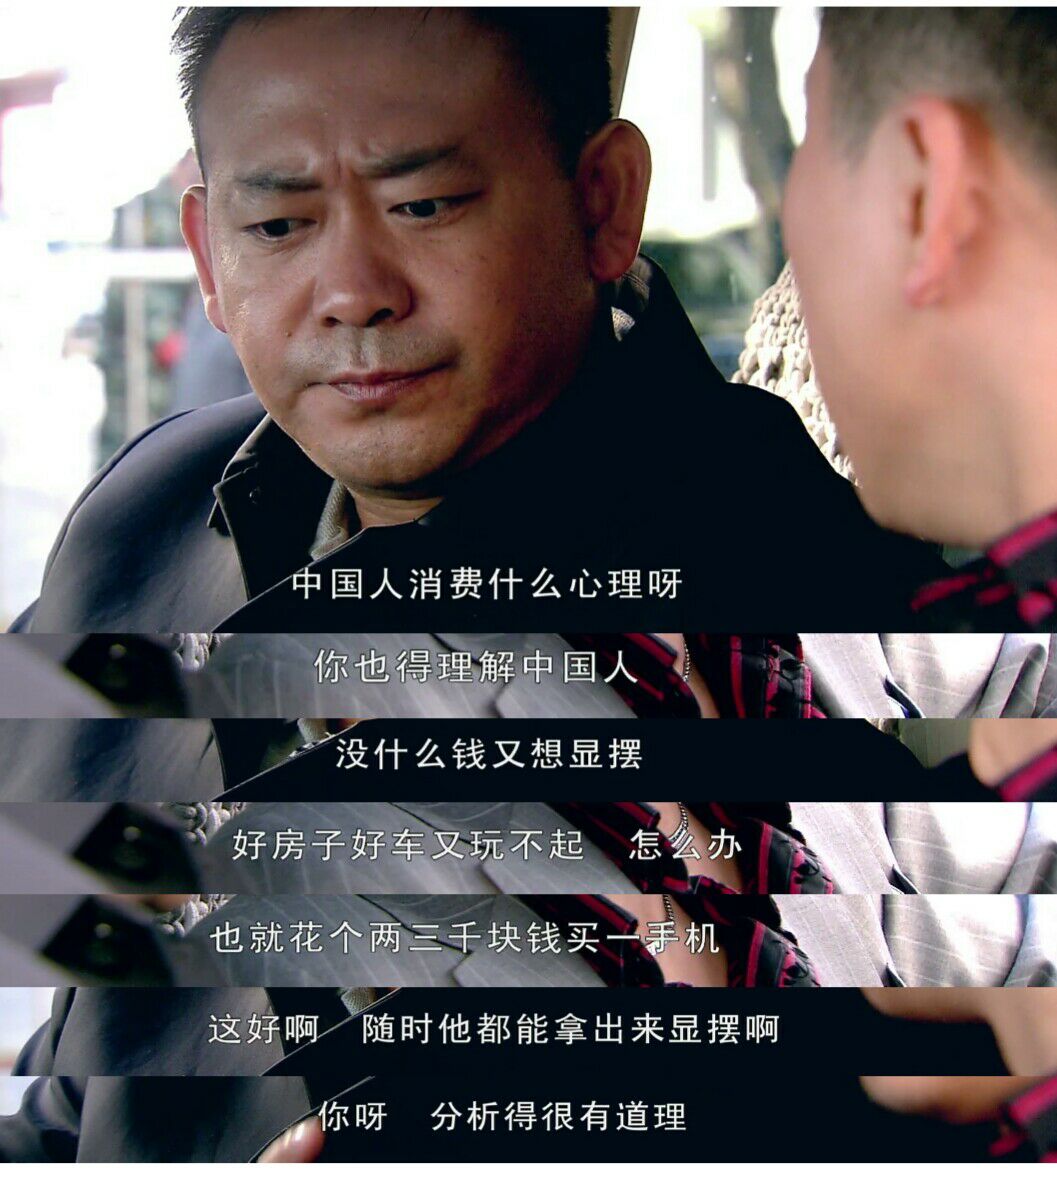 中国人消费什么心理呀
你也得理解中国人
没什么钱又想显摆
好房子好车又玩不起 怎么办
也就花个两三千块钱买一手机
这好啊 随时他都能拿出来显摆啊
你呀 分析得很有道理